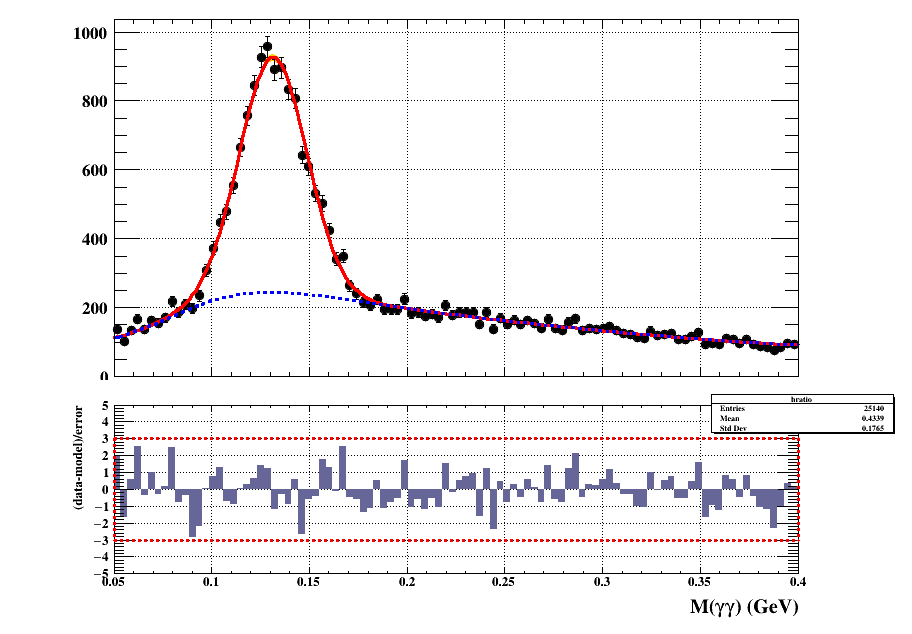 1000
800
600
400
200
0
hratio
Entries 25140
Mean 0.4339
Std Dev 0.1765
(data-model)/error
5
4
3
2
1
0
−1
−2
−3
−4
−5
0.05 0.1 0.15 0.2 0.25 0.3 0.35 0.4
M(γγ) (GeV)